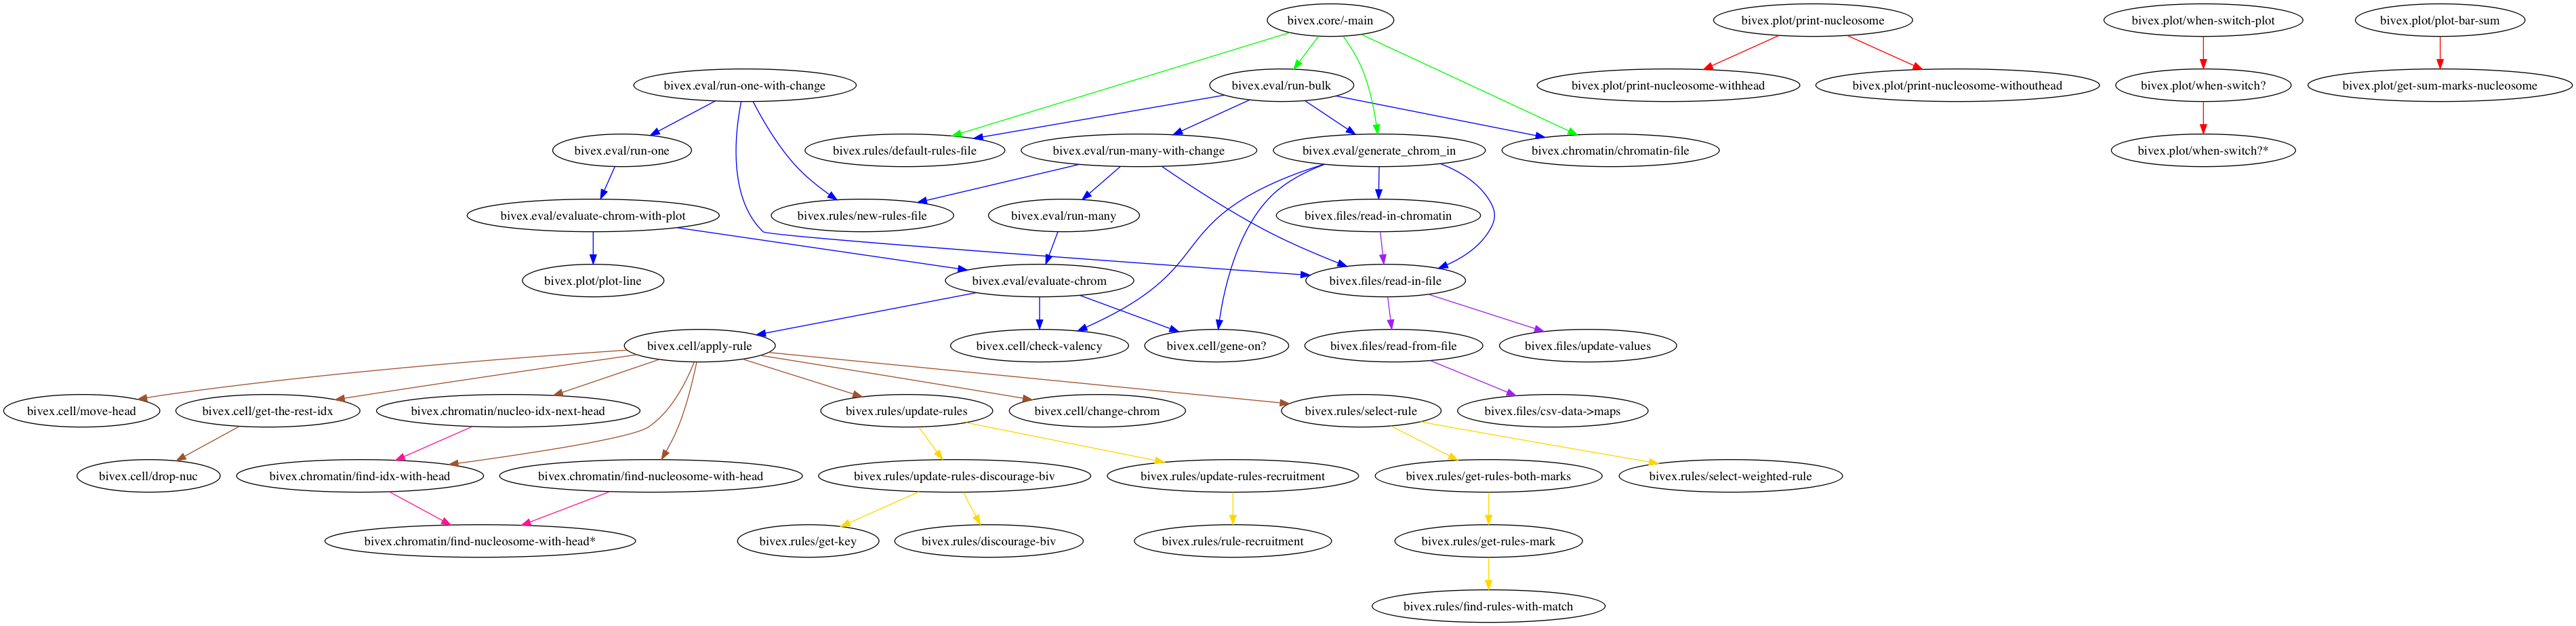 bivex.core/-main
bivex.plot/print-nucleosome
bivex.plot/when-switch-plot
bivex.plot/plot-bar-sum
bivex.eval/run-one-with-change
bivex.eval/run-bulk
bivex.plot/print-nucleosome-withhead
bivex.plot/print-nucleosome-withouthead
bivex.plot/when-switch?
bivex.plot/get-sum-marks-nucleosome
bivex.eval/run-one
bivex.rules/default-rules-file
bivex.eval/run-many-with-change
bivex.eval/generate_chrom_in
bivex.chromatin/chromatin-file
bivex.plot/when-switch?*
bivex.eval/evaluate-chrom-with-plot
bivex.rules/new-rules-file
bivex.eval/run-many
bivex.files/read-in-chromatin
bivex.plot/plot-line
bivex.eval/evaluate-chrom
bivex.files/read-in-file
bivex.cell/apply-rule
bivex.cell/check-valency
bivex.cell/gene-on?
bivex.files/read-from-file
bivex.files/update-values
bivex.cell/move-head
bivex.cell/get-the-rest-idx
bivex.chromatin/nucleo-idx-next-head
bivex.rules/update-rules
bivex.cell/change-chrom
bivex.rules/select-rule
bivex.files/csv-data->maps
bivex.cell/drop-nuc
bivex.chromatin/find-idx-with-head
bivex.chromatin/find-nucleosome-with-head
bivex.rules/update-rules-discourage-biv
bivex.rules/update-rules-recruitment
bivex.rules/get-rules-both-marks
bivex.rules/select-weighted-rule
bivex.chromatin/find-nucleosome-with-head*
bivex.rules/get-key
bivex.rules/discourage-biv
bivex.rules/rule-recruitment
bivex.rules/get-rules-mark
bivex.rules/find-rules-with-match